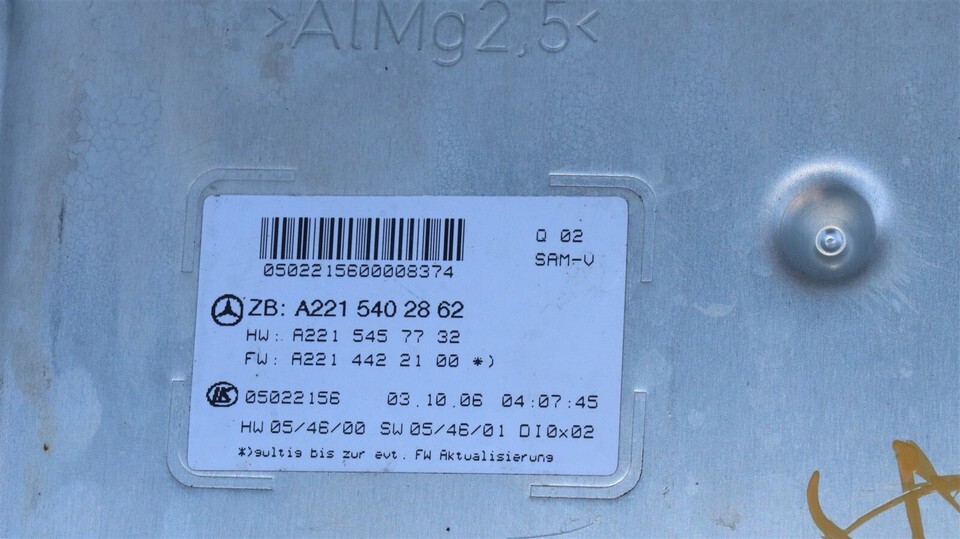 >AlMg2,5<
Q 02
SAM-V
0502215600008374
ZB: A221 540 28 62
HW: A221 545 77 32
FW: A221 442 21 00 *)
05022156 03.10.06 04:07:45
HW 05/46/00 SW 05/46/01 DI0x02
*)gultig bis zur evt. FW Aktualisierung